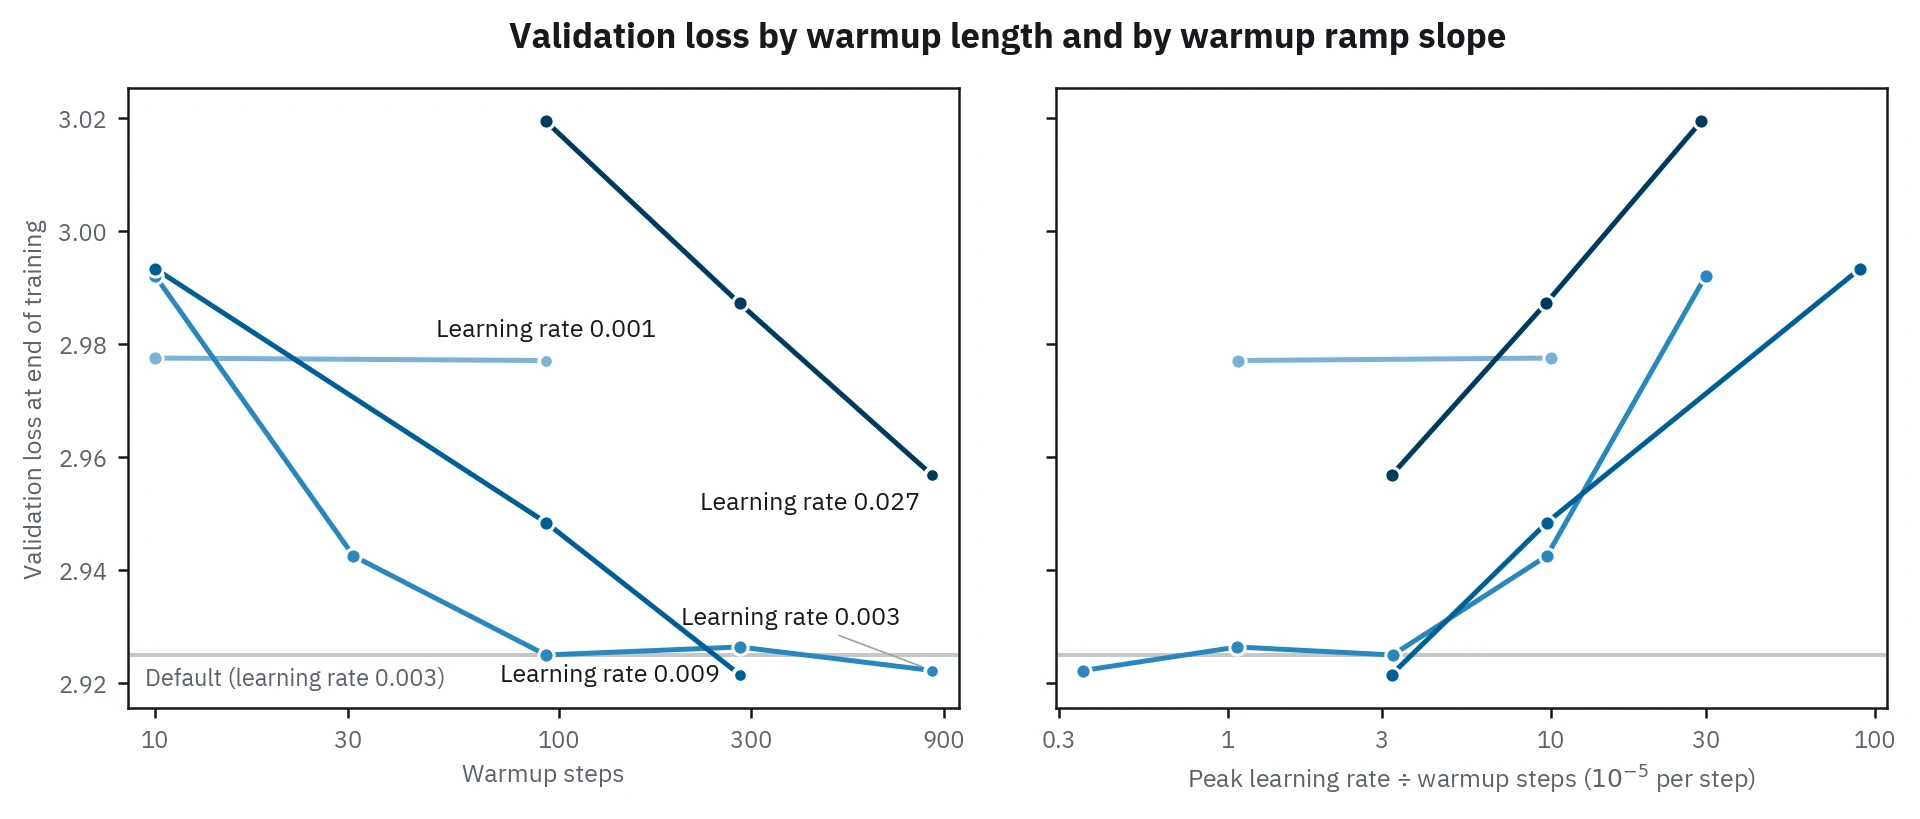 Validation loss by warmup length and by warmup ramp slope
Validation loss at end of training
3.02
3.00
2.98
2.96
2.94
2.92
Learning rate 0.001
Learning rate 0.027
Learning rate 0.003
Learning rate 0.009
Default (learning rate 0.003)
10 30 100 300 900
Warmup steps
0.3 1 3 10 30 100
Peak learning rate ÷ warmup steps (10⁻⁵ per step)